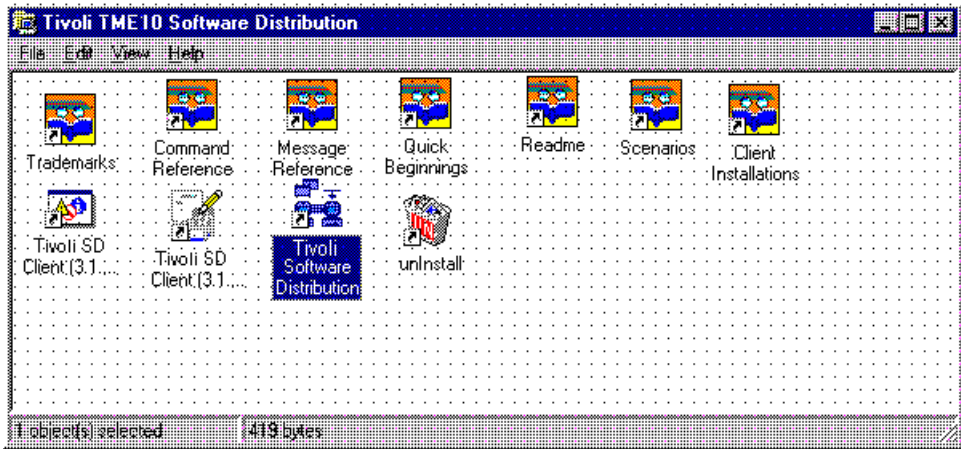 Tivoli TME10 Software Distribution
File Edit View Help
Trademarks
Command
Reference
Message
Reference
Quick
Beginnings
Readme
Scenarios
Client
Installations
Tivoli SD
Client (3.1....
Tivoli SD
Client (3.1....
Tivoli
Software
Distribution
unInstall
1 object(s) selected
419 bytes